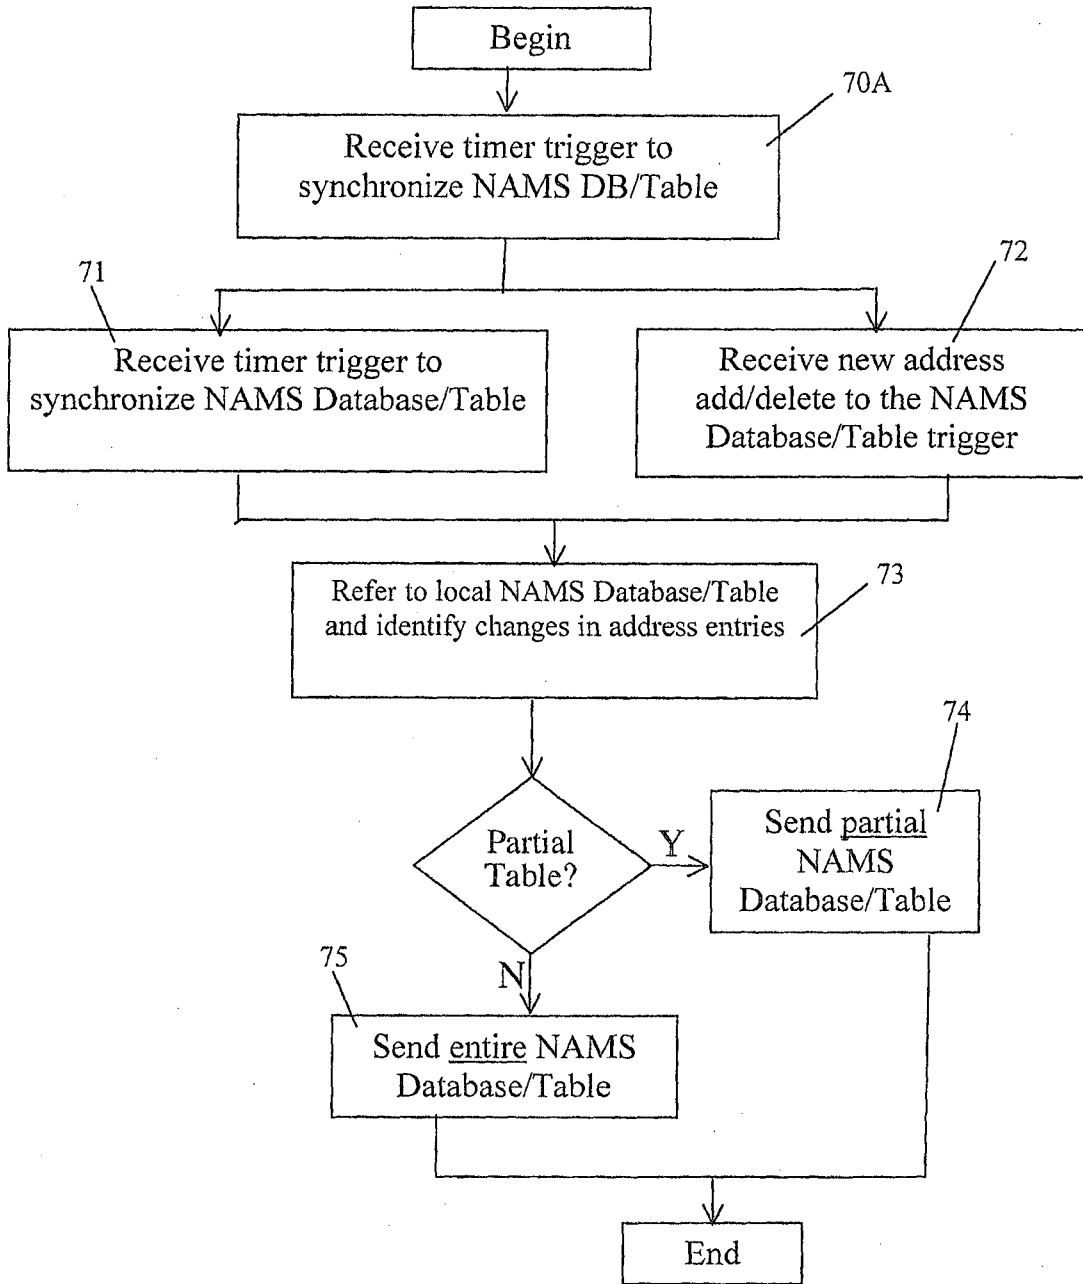 Begin
70A
Receive timer trigger to
synchronize NAMS DB/Table
71
72
Receive timer trigger to
synchronize NAMS Database/Table
Receive new address
add/delete to the NAMS
Database/Table trigger
73
Refer to local NAMS Database/Table
and identify changes in address entries
74
Partial
Table?
Y
Send partial
NAMS
Database/Table
75
N
Send entire NAMS
Database/Table
End